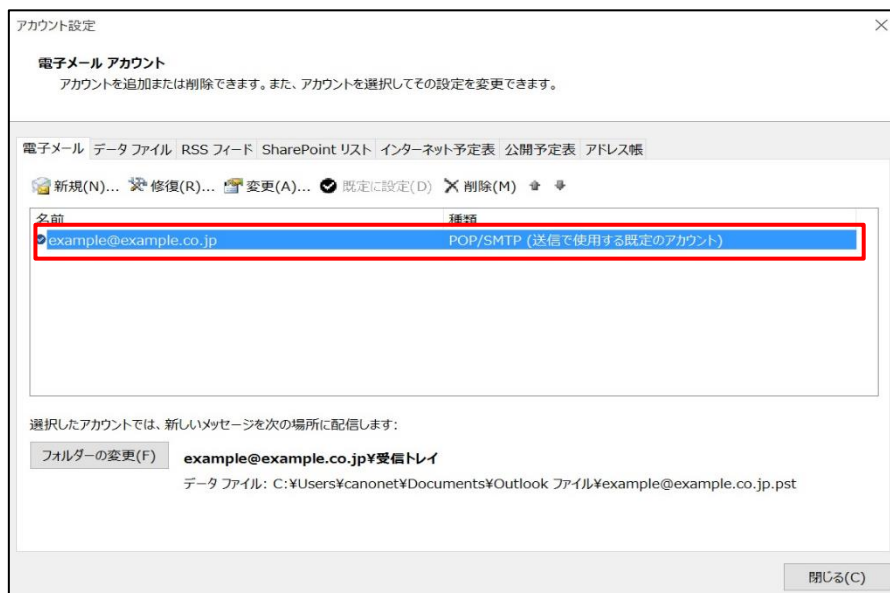 アカウント設定
電子メール アカウント
アカウントを追加または削除できます。また、アカウントを選択してその設定を変更できます。
電子メール データ ファイル RSS フィード SharePoint リスト インターネット予定表 公開予定表 アドレス帳
新規(N)... 修復(R)... 変更(A)... 既定に設定(D) 削除(M)
名前 種類
example@example.co.jp POP/SMTP (送信で使用する既定のアカウント)
選択したアカウントでは、新しいメッセージを次の場所に配信します:
フォルダーの変更(F) example@example.co.jp¥受信トレイ
データ ファイル: C:¥Users¥canonet¥Documents¥Outlook ファイル¥example@example.co.jp.pst
閉じる(C)